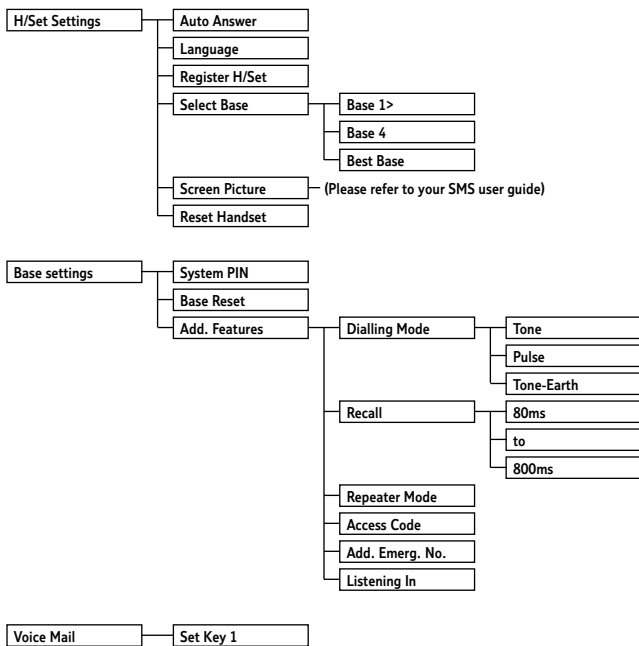 H/Set Settings
Auto Answer
Language
Register H/Set
Select Base
Base 1>
Base 4
Best Base
Screen Picture
(Please refer to your SMS user guide)
Reset Handset
Base settings
System PIN
Base Reset
Add. Features
Dialling Mode
Tone
Pulse
Tone-Earth
Recall
80ms
to
800ms
Repeater Mode
Access Code
Add. Emerg. No.
Listening In
Voice Mail
Set Key 1